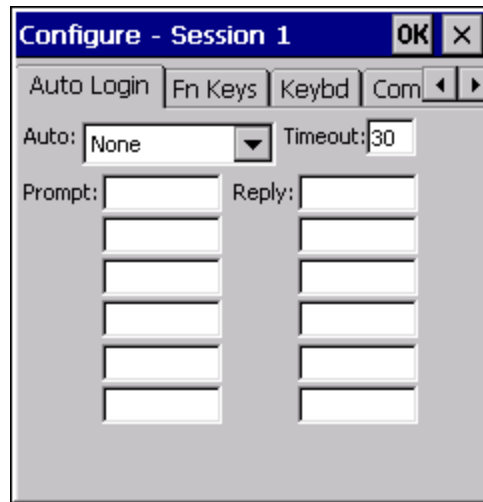 Configure - Session 1 OK ×
Auto Login Fn Keys Keybd Com
Auto: None Timeout: 30
Prompt: Reply: